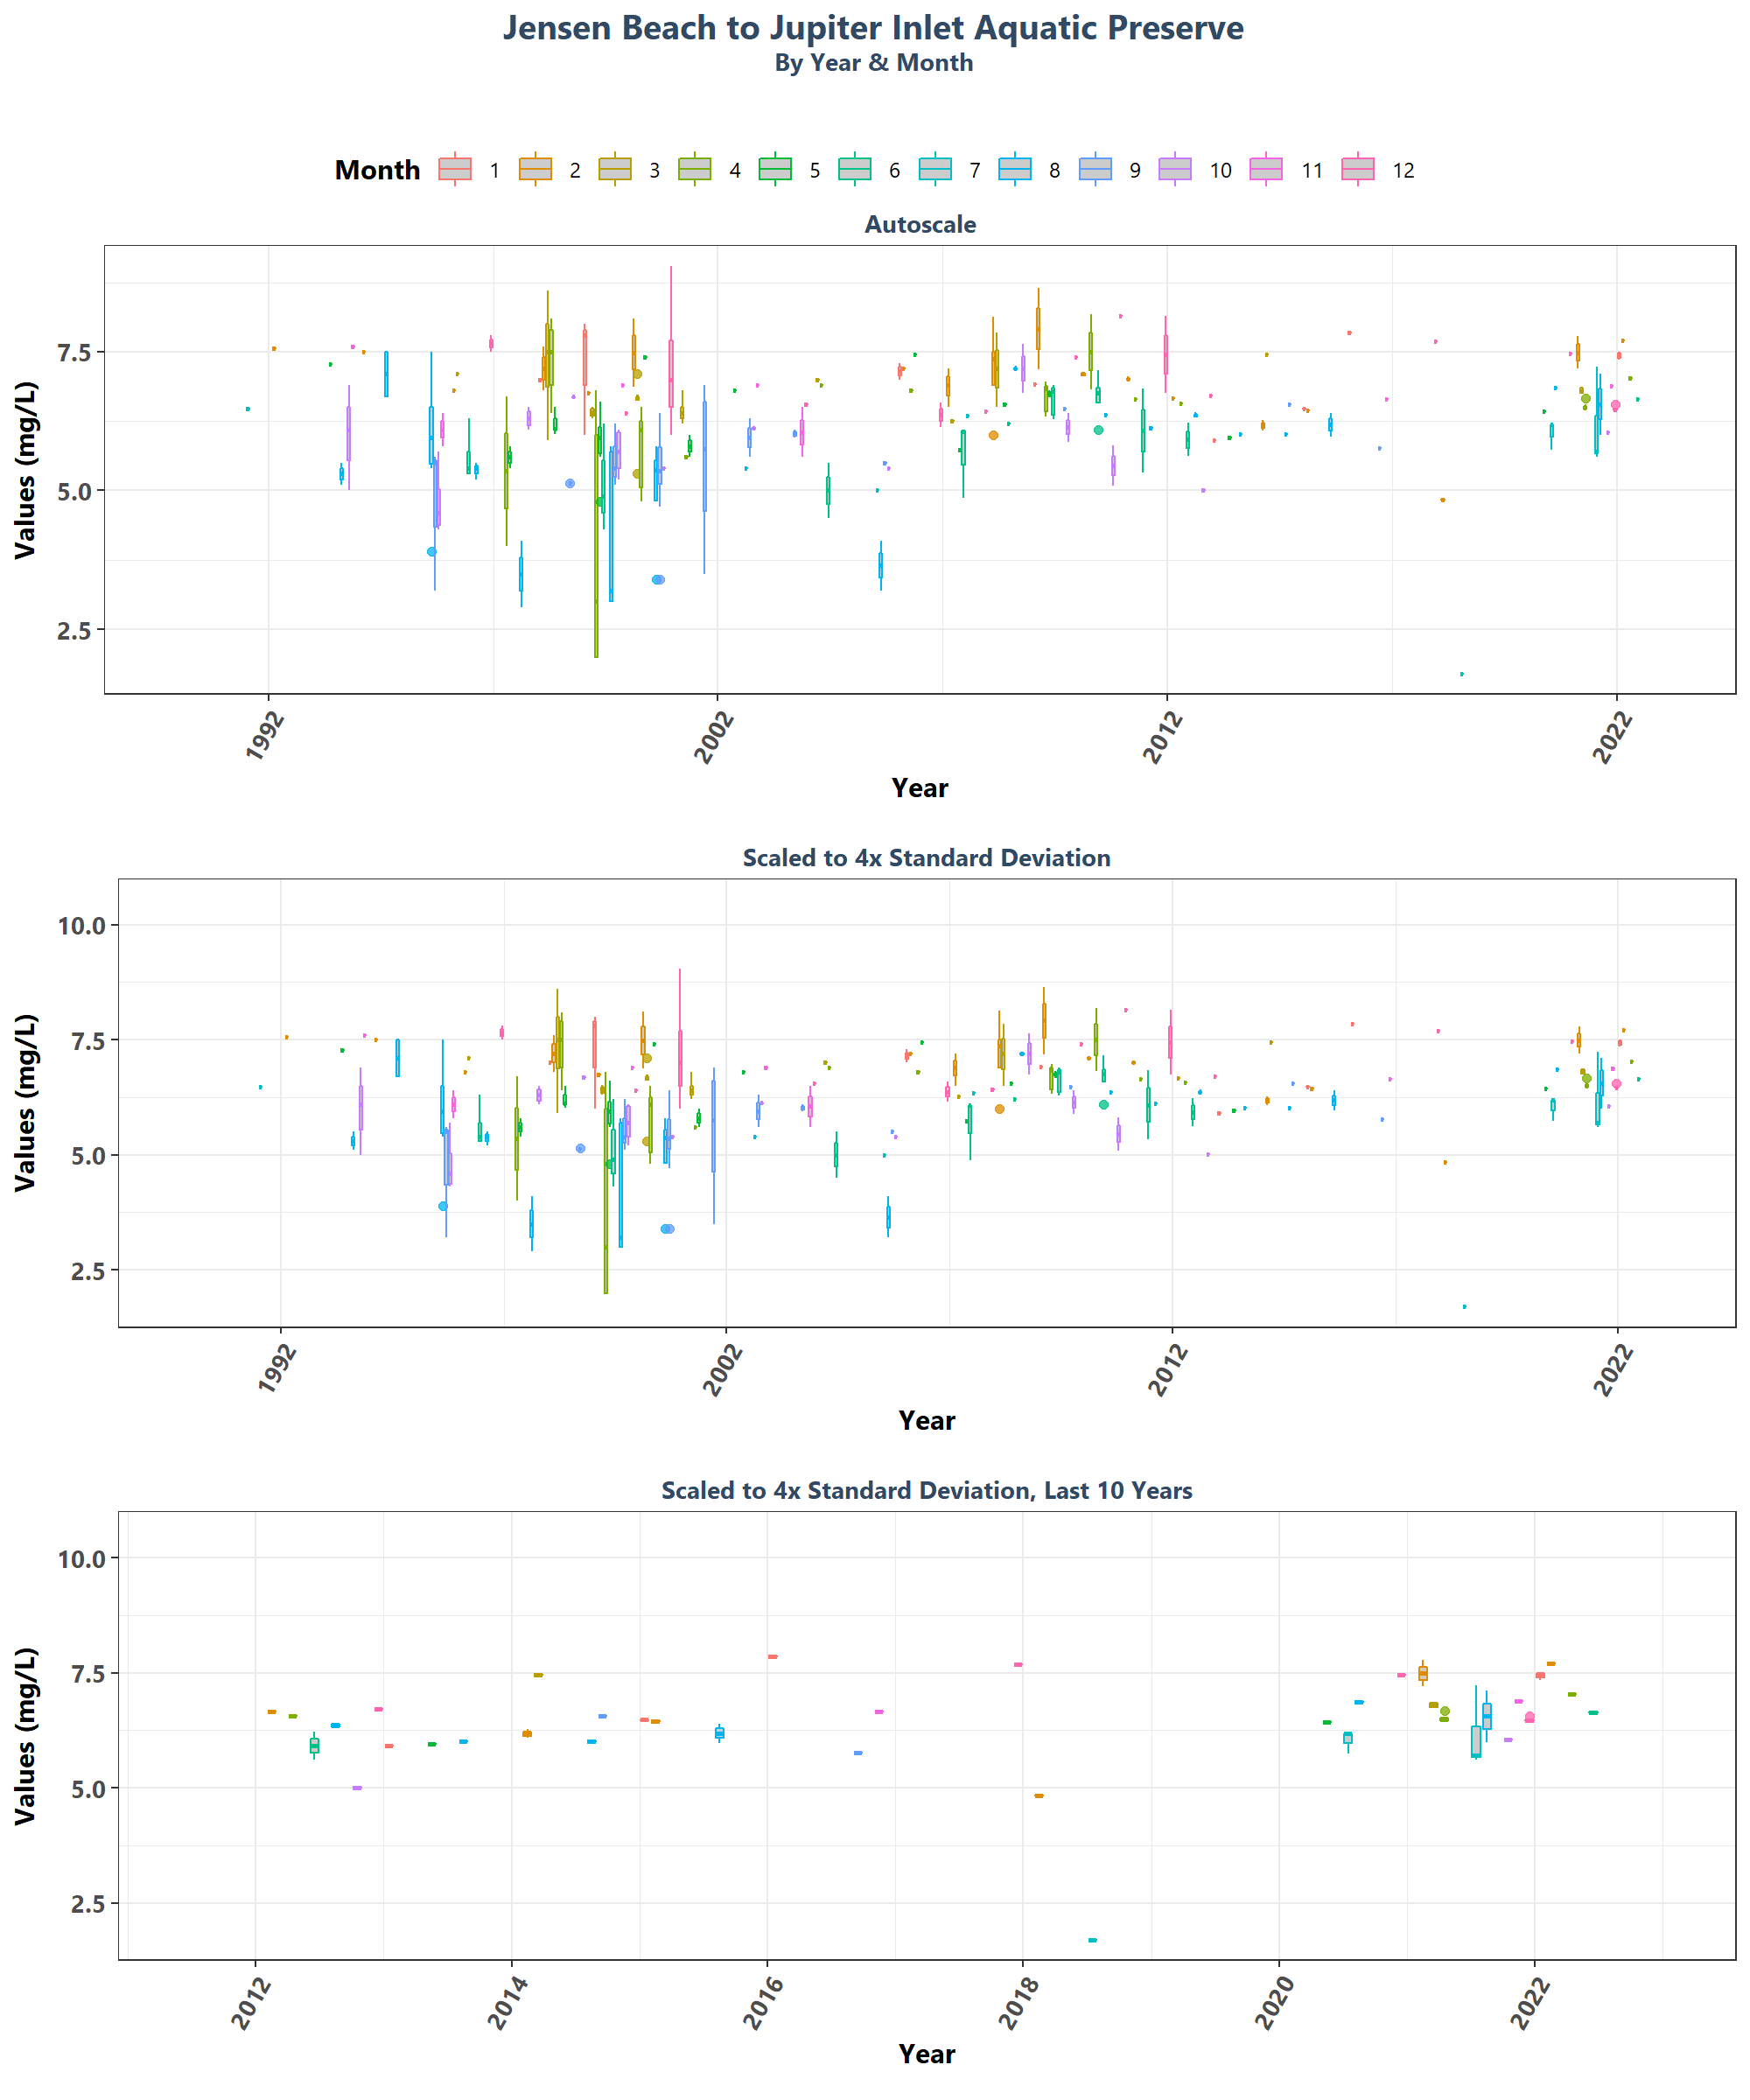 Jensen Beach to Jupiter Inlet Aquatic Preserve
By Year & Month
Month 1 2 3 4 5 6 7 8 9 10 11 12
Autoscale
Values (mg/L)
7.5
5.0
2.5
1992 2002 2012 2022
Year
Scaled to 4x Standard Deviation
Values (mg/L)
10.0
7.5
5.0
2.5
1992 2002 2012 2022
Year
Scaled to 4x Standard Deviation, Last 10 Years
Values (mg/L)
10.0
7.5
5.0
2.5
2012 2014 2016 2018 2020 2022
Year